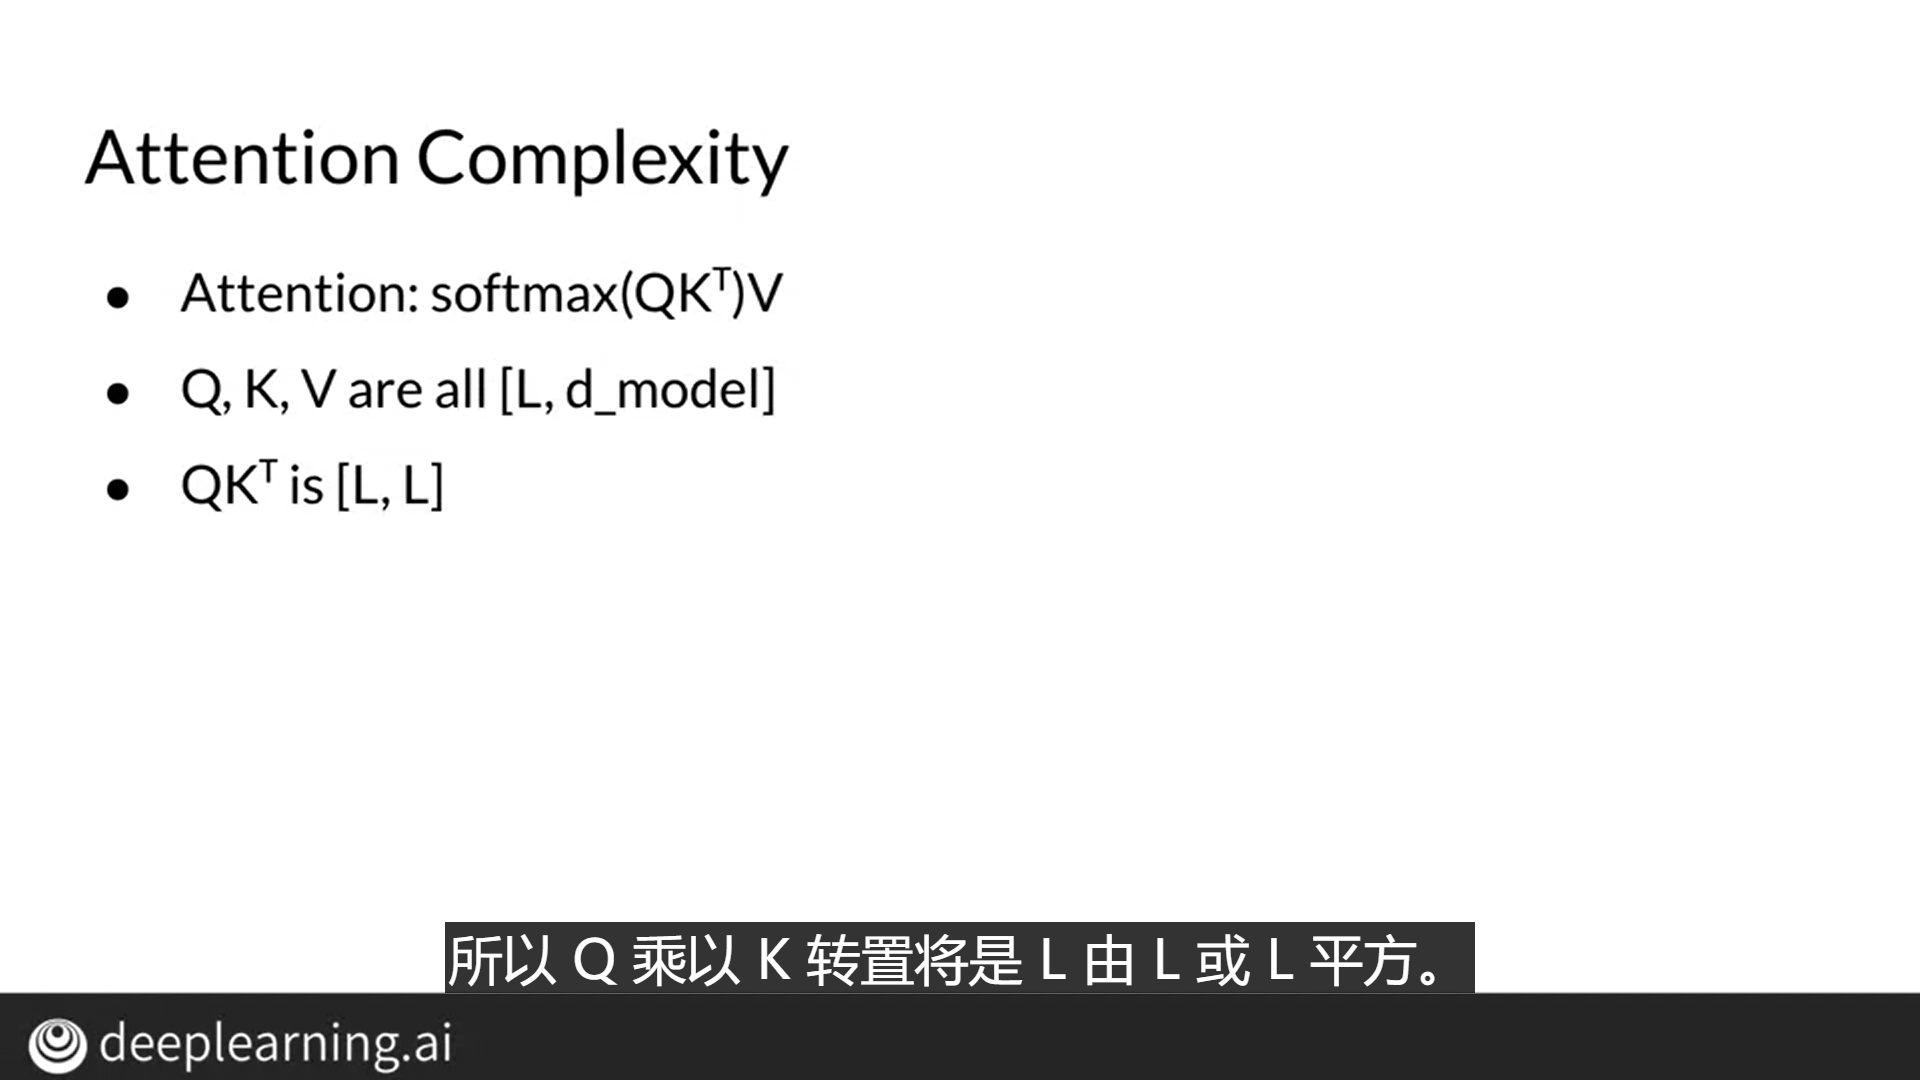 Attention Complexity
● Attention: softmax(QKᵀ)V
● Q, K, V are all [L, d_model]
● QKᵀ is [L, L]
所以 Q 乘以 K 转置将是 L 由 L 或 L 平方。
deeplearning.ai